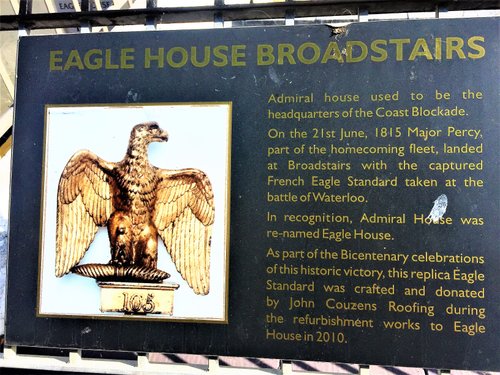 EAGLE HOUSE BROADSTAIRS
Admiral house used to be the
headquarters of the Coast Blockade.
On the 21st June, 1815 Major Percy,
part of the homecoming fleet, landed
at Broadstairs with the captured
French Eagle Standard taken at the
battle of Waterloo.
In recognition, Admiral House was
re-named Eagle House.
As part of the Bicentenary celebrations
of this historic victory, this replica Eagle
Standard was crafted and donated
by John Couzens Roofing during
the refurbishment works to Eagle
House in 2010.
105